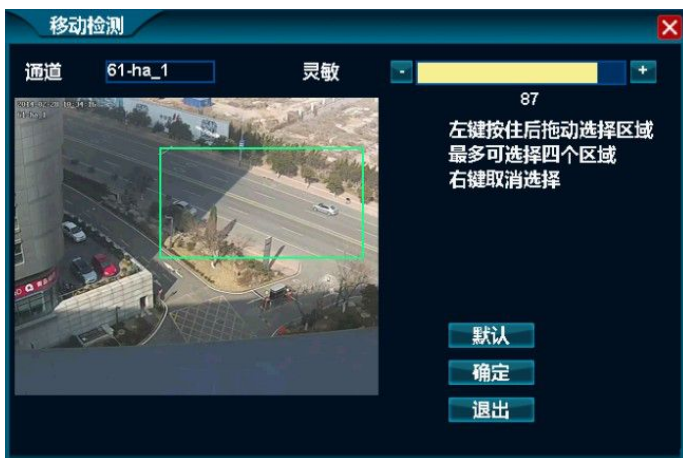 移动检测
通道 61-ha_1 灵敏 - +
87
61-ha_1
左键按住后拖动选择区域
最多可选择四个区域
右键取消选择
默认
确定
退出